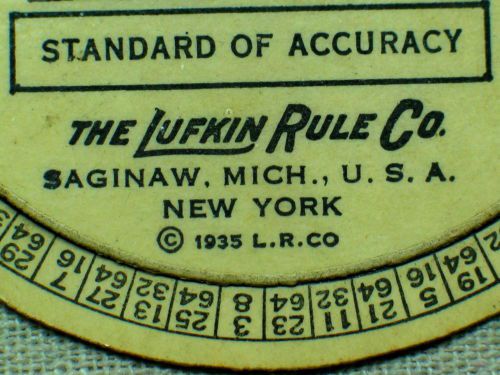 STANDARD OF ACCURACY
THE LUFKIN RULE CO.
SAGINAW, MICH., U. S. A.
NEW YORK
© 1935 L.R.CO
29/64 7/16 27/64 13/32 25/64 3/8 23/64 11/32 21/64 5/16 19/64